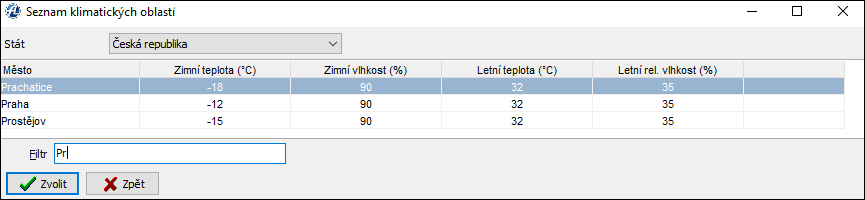 Seznam klimatických oblastí
Stát Česká republika
Město Zimní teplota (°C) Zimní vlhkost (%) Letní teplota (°C) Letní rel. vlhkost (%)
Prachatice -18 90 32 35
Praha -12 90 32 35
Prostějov -15 90 32 35
Filtr Pr
Zvolit Zpět